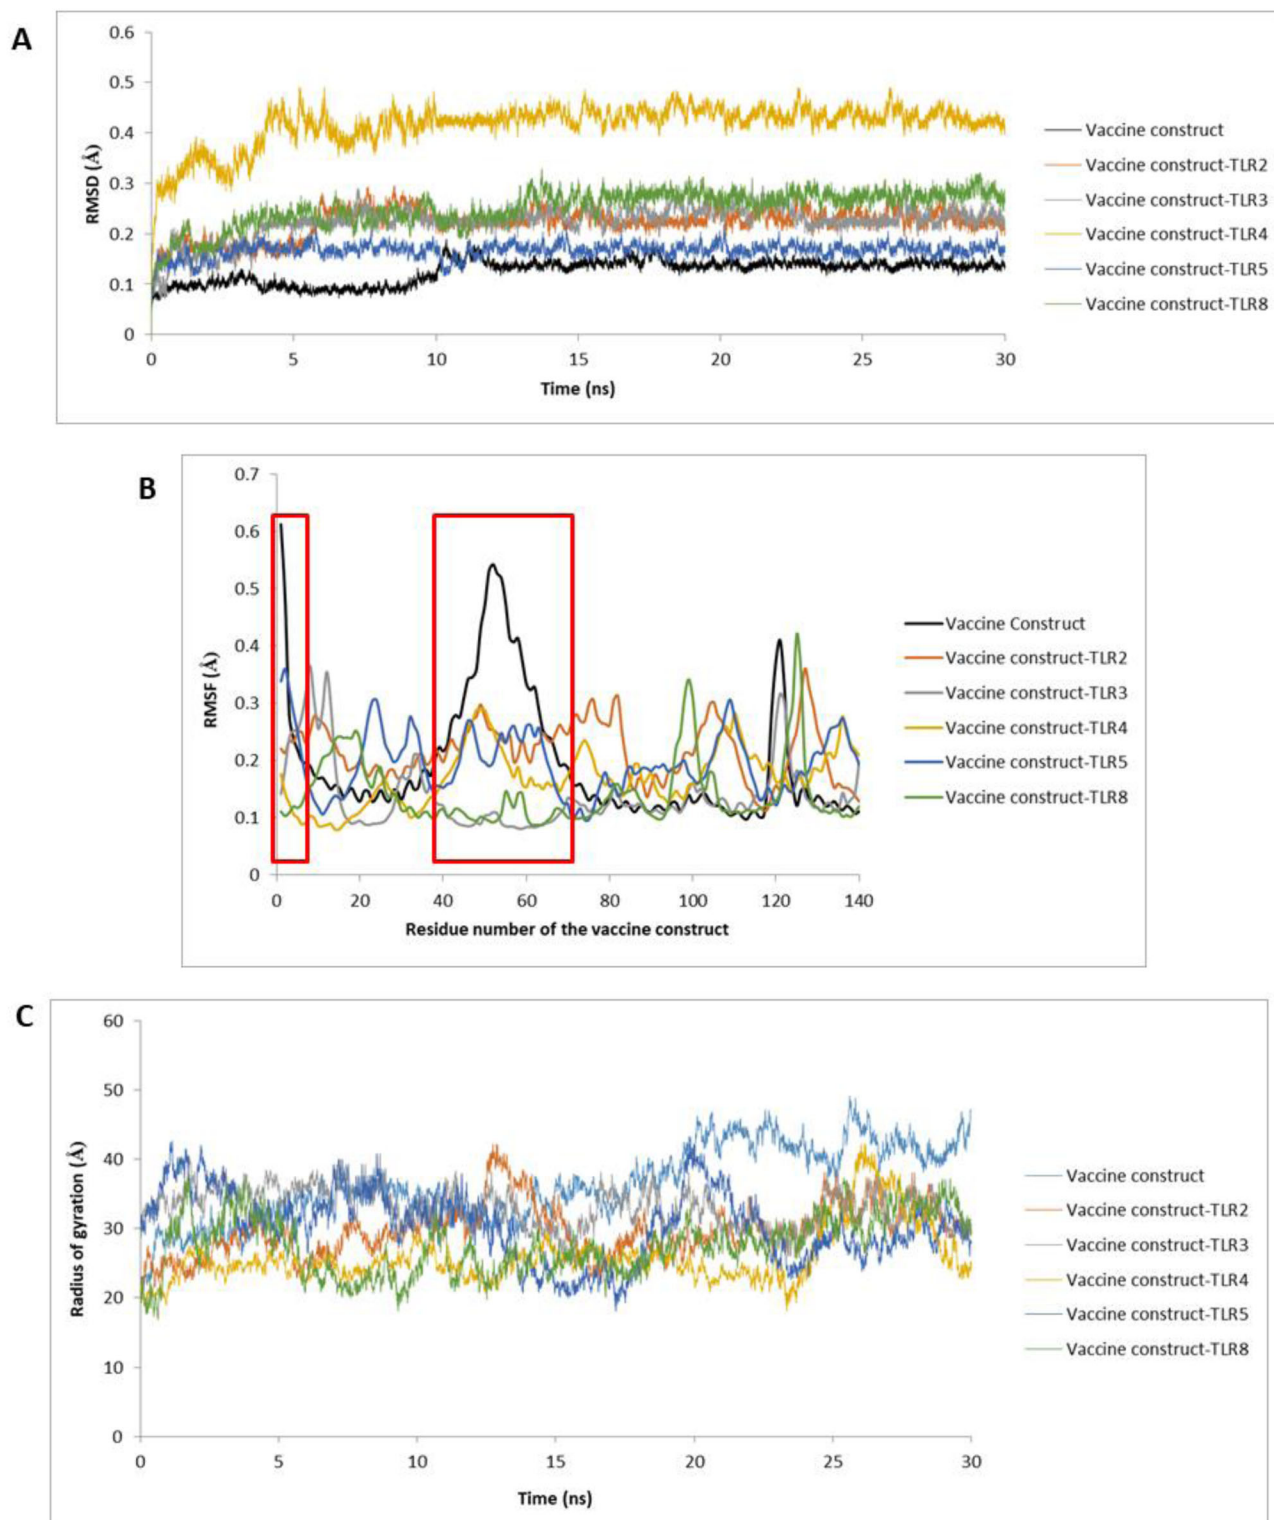 A
0.6
0.5
0.4
0.3
0.2
0.1
0
RMSD (Å)
0 5 10 15 20 25 30
Time (ns)
Vaccine construct
Vaccine construct-TLR2
Vaccine construct-TLR3
Vaccine construct-TLR4
Vaccine construct-TLR5
Vaccine construct-TLR8
B
0.7
0.6
0.5
0.4
0.3
0.2
0.1
0
RMSF (Å)
0 20 40 60 80 100 120 140
Residue number of the vaccine construct
Vaccine Construct
Vaccine construct-TLR2
Vaccine construct-TLR3
Vaccine construct-TLR4
Vaccine construct-TLR5
Vaccine construct-TLR8
C
60
50
40
30
20
10
0
Radius of gyration (Å)
0 5 10 15 20 25 30
Time (ns)
Vaccine construct
Vaccine construct-TLR2
Vaccine construct-TLR3
Vaccine construct-TLR4
Vaccine construct-TLR5
Vaccine construct-TLR8